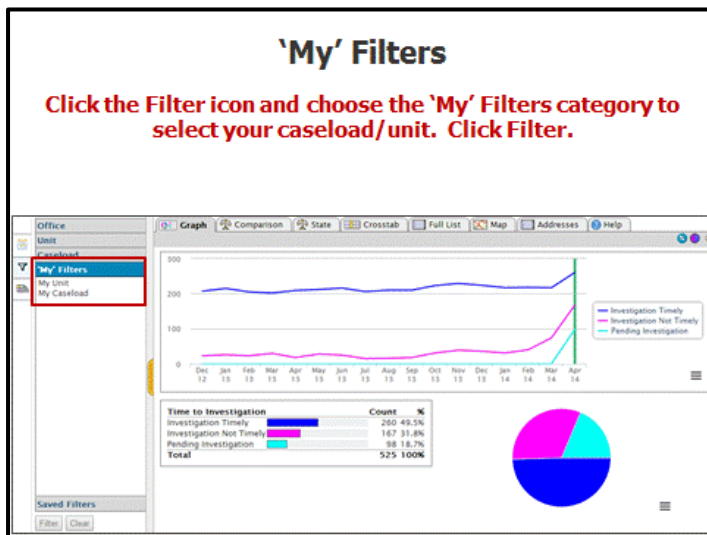 ‘My’ Filters
Click the Filter icon and choose the ‘My’ Filters category to
select your caseload/unit. Click Filter.
Office
Unit
Caseload
‘My’ Filters
My Unit
My Caseload
Saved Filters
Filter Clear
Graph Comparison State Crosstab Full List Map Addresses Help
300
200
100
0
Dec Jan Feb Mar Apr May Jun Jul Aug Sep Oct Nov Dec Jan Feb Mar Apr
12 13 13 13 13 13 13 13 13 13 13 13 13 14 14 14 14
Investigation Timely
Investigation Not Timely
Pending Investigation
Time to Investigation Count %
Investigation Timely 260 49.5%
Investigation Not Timely 167 31.8%
Pending Investigation 98 18.7%
Total 525 100%